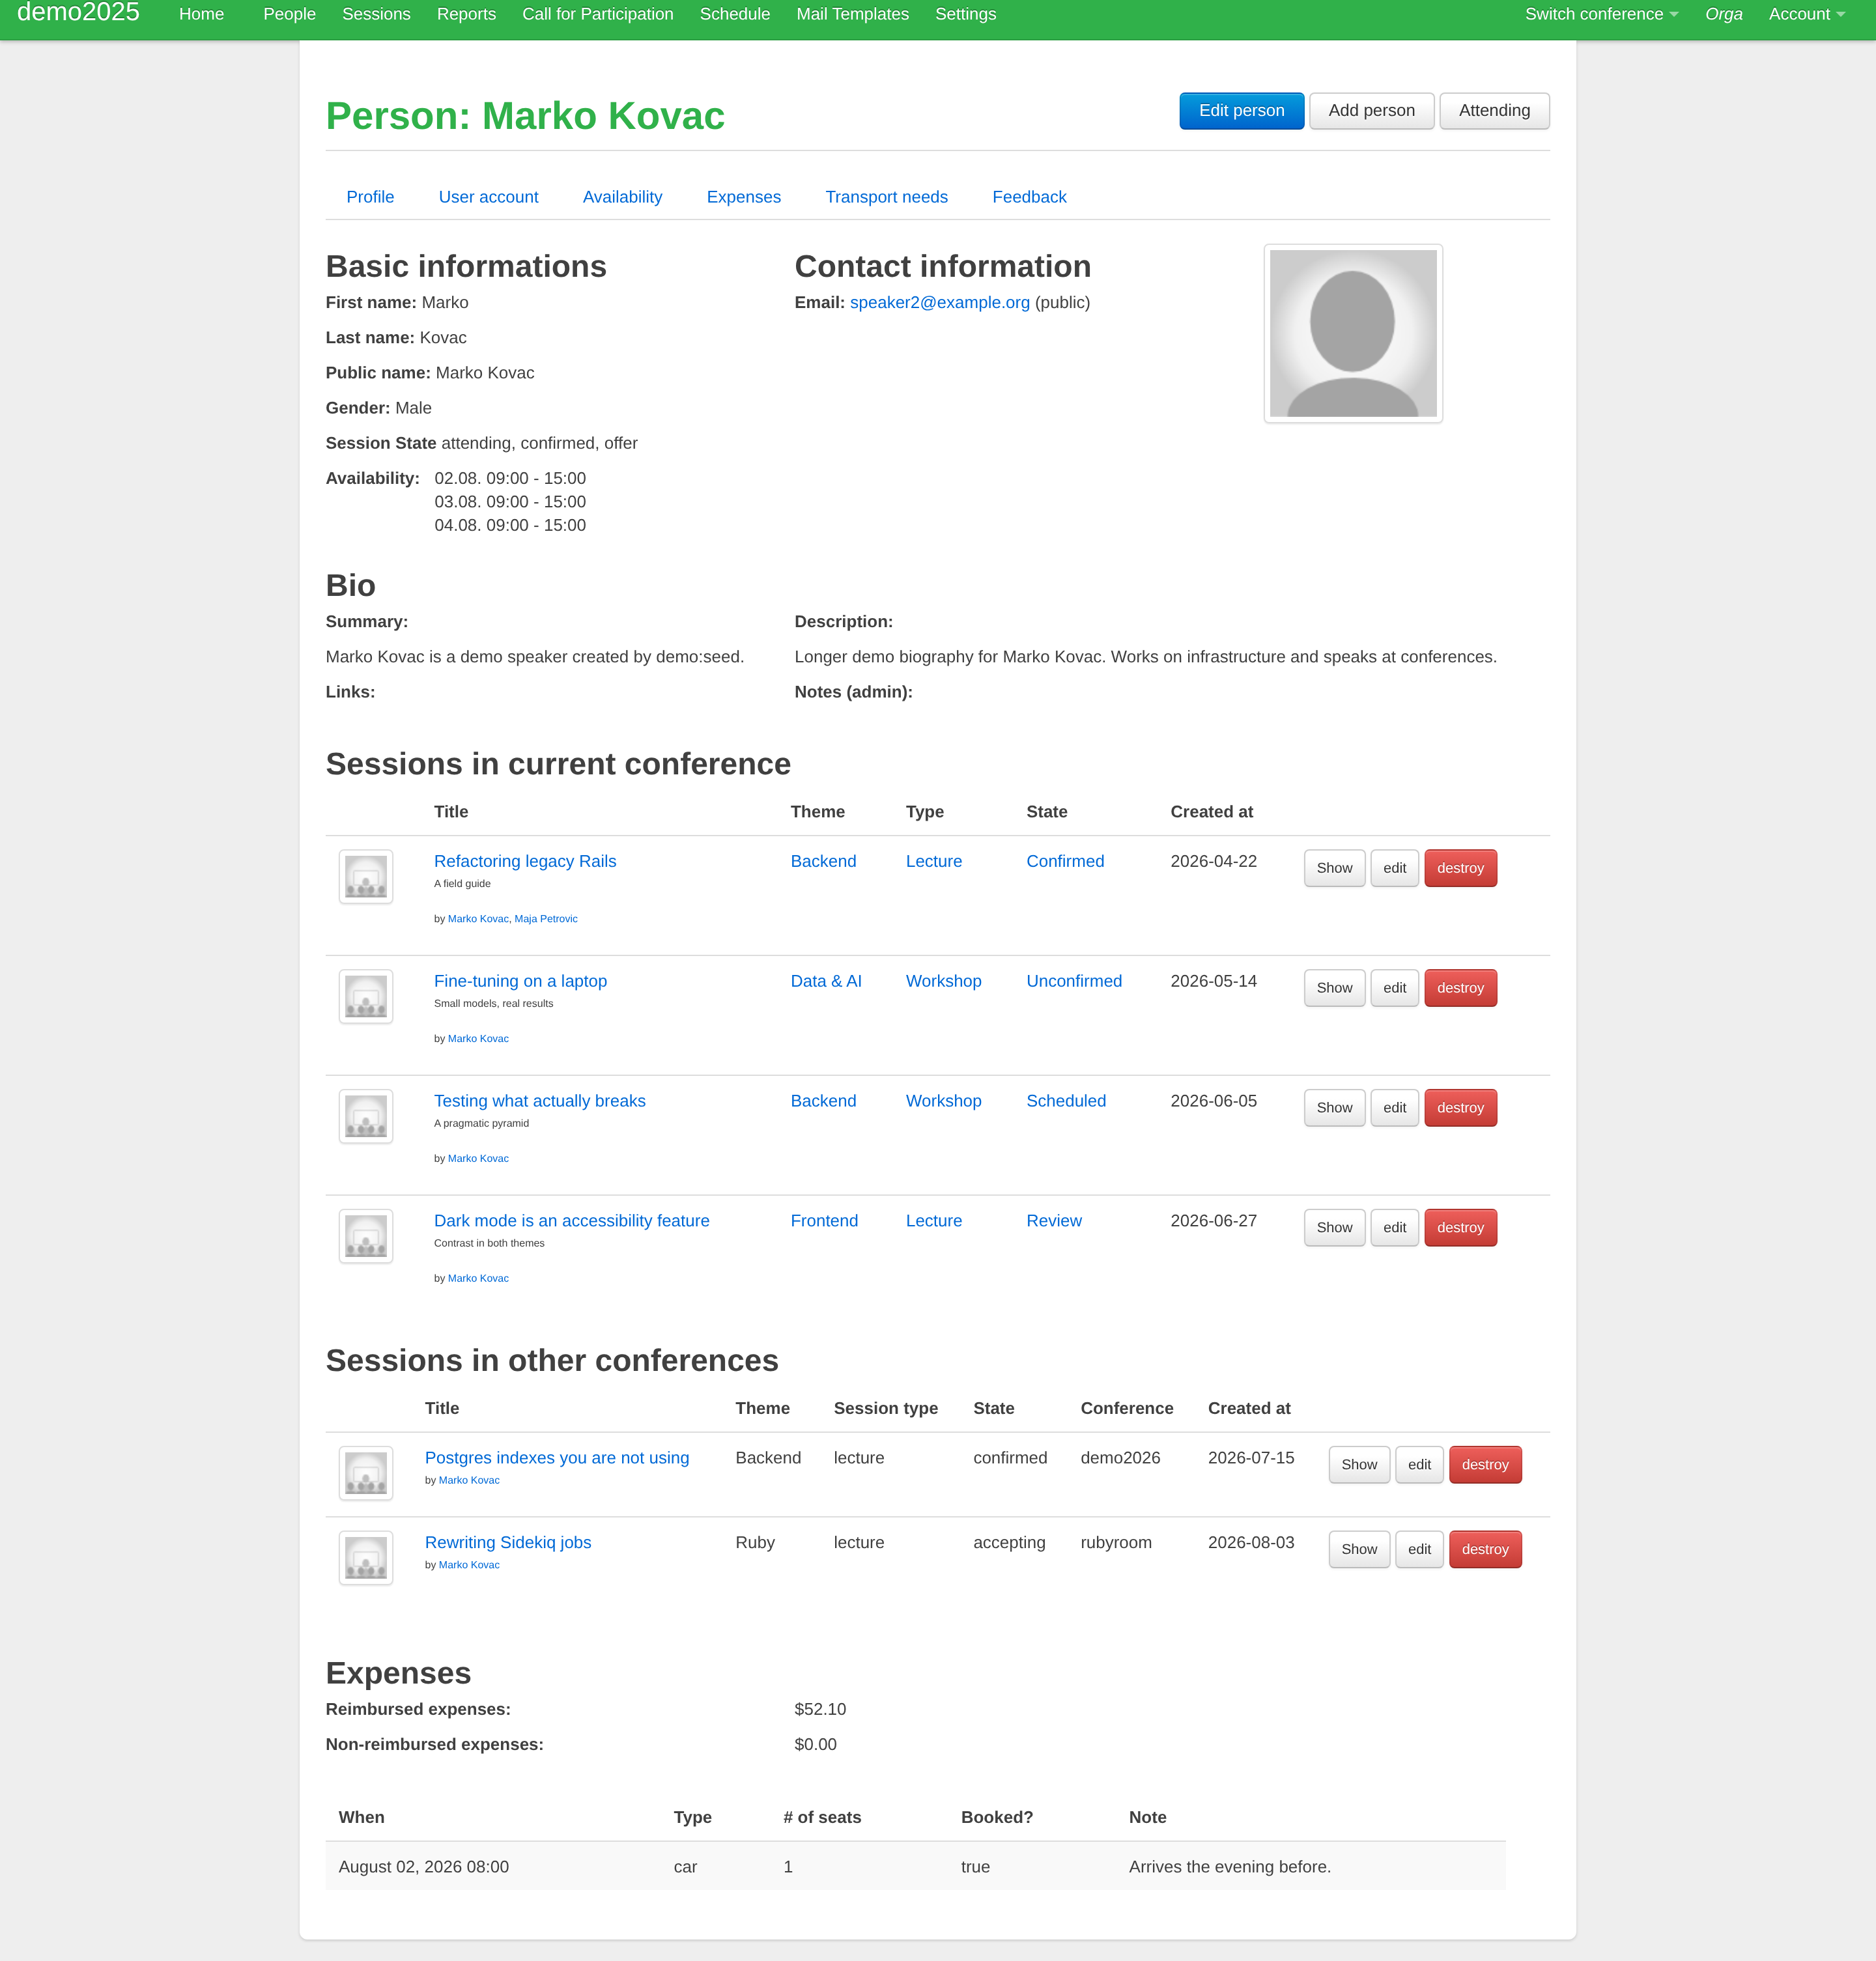 demo2025 Home People Sessions Reports Call for Participation Schedule Mail Templates Settings Switch conference Orga Account
Person: Marko Kovac
Edit person Add person Attending
Profile User account Availability Expenses Transport needs Feedback
Basic informations
First name: Marko
Last name: Kovac
Public name: Marko Kovac
Gender: Male
Session State attending, confirmed, offer
Availability: 02.08. 09:00 - 15:00
03.08. 09:00 - 15:00
04.08. 09:00 - 15:00
Contact information
Email: speaker2@example.org (public)
Bio
Summary:
Marko Kovac is a demo speaker created by demo:seed.
Links:
Description:
Longer demo biography for Marko Kovac. Works on infrastructure and speaks at conferences.
Notes (admin):
Sessions in current conference
Title Theme Type State Created at
Refactoring legacy Rails Backend Lecture Confirmed 2026-04-22 Show edit destroy
A field guide
by Marko Kovac, Maja Petrovic
Fine-tuning on a laptop Data & AI Workshop Unconfirmed 2026-05-14 Show edit destroy
Small models, real results
by Marko Kovac
Testing what actually breaks Backend Workshop Scheduled 2026-06-05 Show edit destroy
A pragmatic pyramid
by Marko Kovac
Dark mode is an accessibility feature Frontend Lecture Review 2026-06-27 Show edit destroy
Contrast in both themes
by Marko Kovac
Sessions in other conferences
Title Theme Session type State Conference Created at
Postgres indexes you are not using Backend lecture confirmed demo2026 2026-07-15 Show edit destroy
by Marko Kovac
Rewriting Sidekiq jobs Ruby lecture accepting rubyroom 2026-08-03 Show edit destroy
by Marko Kovac
Expenses
Reimbursed expenses: $52.10
Non-reimbursed expenses: $0.00
When Type # of seats Booked? Note
August 02, 2026 08:00 car 1 true Arrives the evening before.